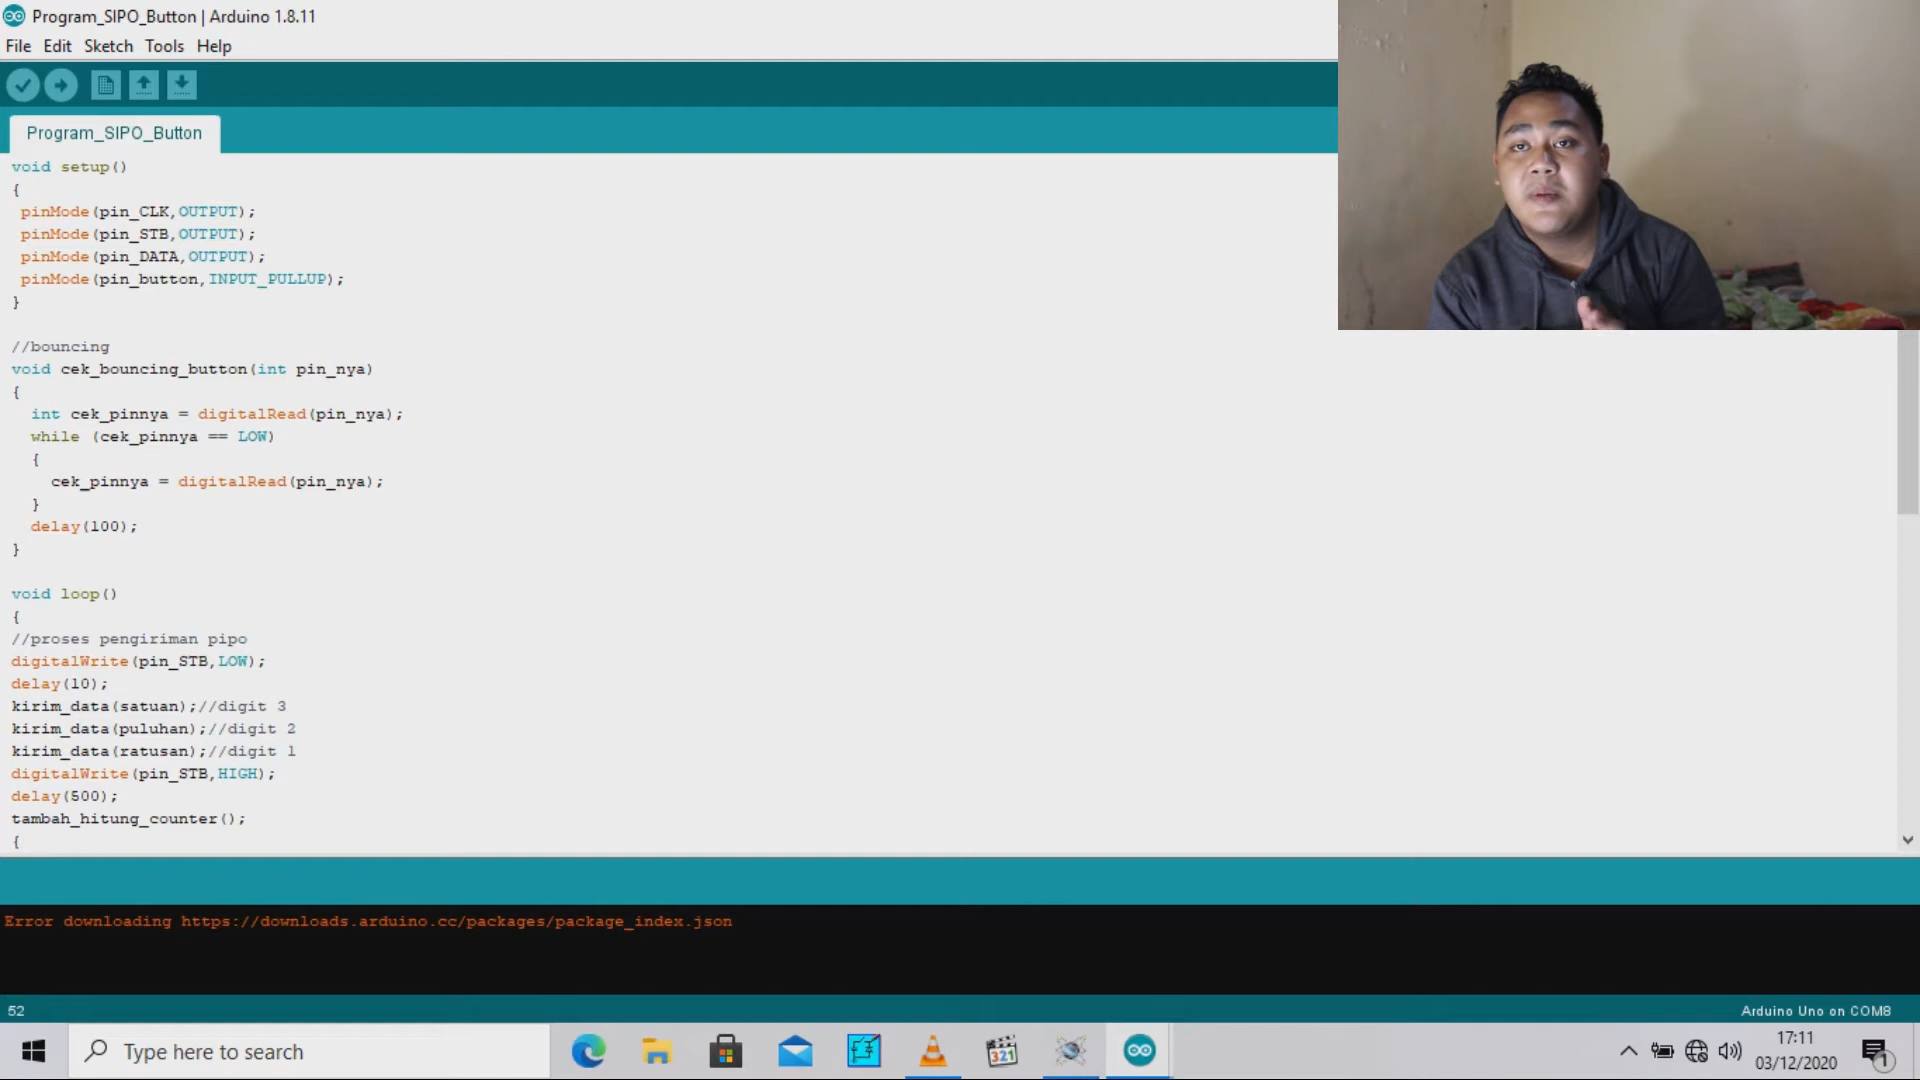 Program_SIPO_Button | Arduino 1.8.11
File Edit Sketch Tools Help
Program_SIPO_Button
void setup()
{
pinMode(pin_CLK,OUTPUT);
pinMode(pin_STB,OUTPUT);
pinMode(pin_DATA,OUTPUT);
pinMode(pin_button,INPUT_PULLUP);
}
//bouncing
void cek_bouncing_button(int pin_nya)
{
int cek_pinnya = digitalRead(pin_nya);
while (cek_pinnya == LOW)
{
cek_pinnya = digitalRead(pin_nya);
}
delay(100);
}
void loop()
{
//proses pengiriman pipo
digitalWrite(pin_STB,LOW);
delay(10);
kirim_data(satuan);//digit 3
kirim_data(puluhan);//digit 2
kirim_data(ratusan);//digit 1
digitalWrite(pin_STB,HIGH);
delay(500);
tambah_hitung_counter();
{
Error downloading https://downloads.arduino.cc/packages/package_index.json
52
Arduino Uno on COM8
Type here to search
321
17:11
03/12/2020
1